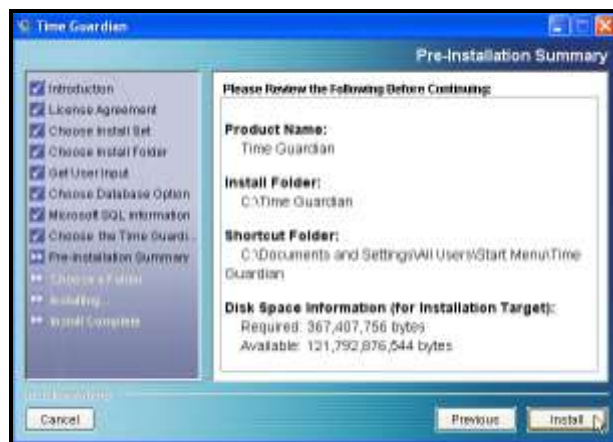 Time Guardian
Pre-Installation Summary
Introduction
License Agreement
Choose Install Set
Choose Install Folder
Get User Input
Choose Database Option
Microsoft SQL Information
Choose the Time Guardi...
Pre-Installation Summary
Choose a Folder
Installing...
Install Complete
Please Review the Following Before Continuing:
Product Name:
Time Guardian
Install Folder:
C:\Time Guardian
Shortcut Folder:
C:\Documents and Settings\All Users\Start Menu\Time
Guardian
Disk Space Information (for Installation Target):
Required: 367,407,756 bytes
Available: 121,792,876,544 bytes
Cancel
Previous
Install